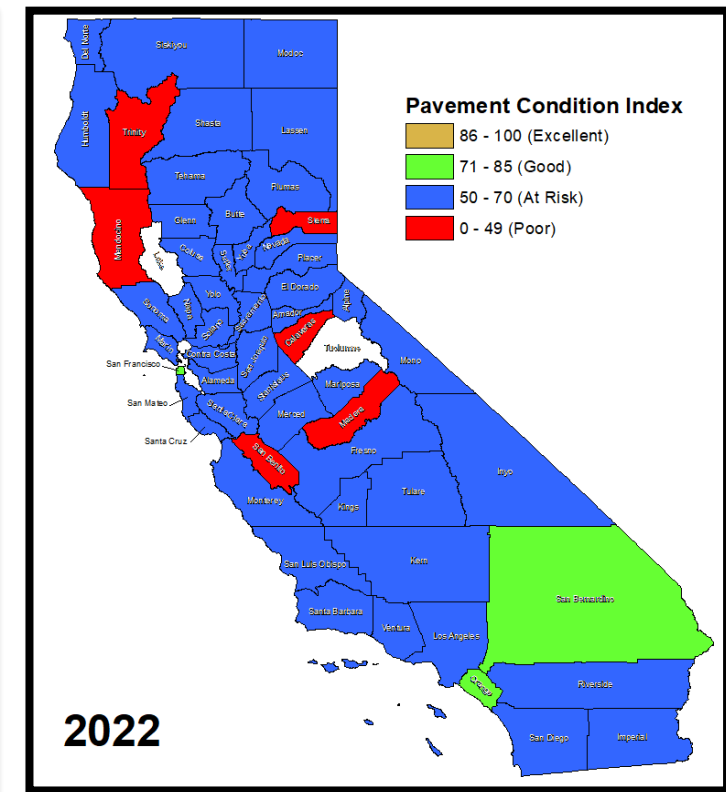 Del Norte
Siskiyou
Modoc
Pavement Condition Index
86 - 100 (Excellent)
71 - 85 (Good)
50 - 70 (At Risk)
0 - 49 (Poor)
Humboldt
Trinity
Shasta
Lassen
Tehama
Plumas
Mendocino
Glenn
Butte
Sierra
Lake
Colusa
Sutter
Yuba
Nevada
Placer
Sonoma
Napa
Yolo
Sacramento
El Dorado
Amador
Alpine
Solano
Calaveras
Tuolumne
Mono
Marin
Contra Costa
San Joaquin
San Francisco
Alameda
Stanislaus
Mariposa
San Mateo
Santa Clara
Merced
Madera
Santa Cruz
San Benito
Fresno
Inyo
Monterey
Kings
Tulare
San Luis Obispo
Kern
San Bernardino
Santa Barbara
Ventura
Los Angeles
Orange
Riverside
San Diego
Imperial
2022